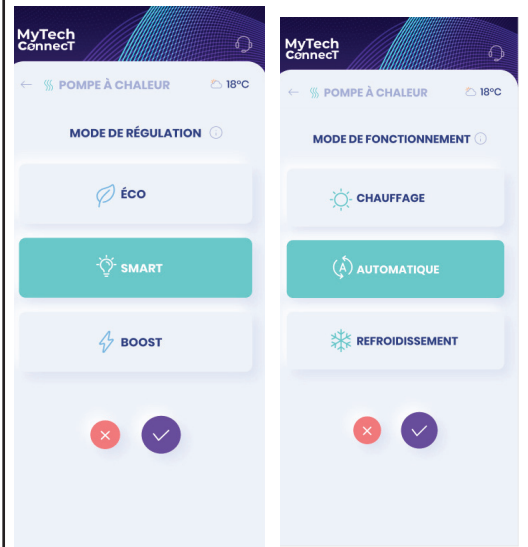 MyTech
ConnecT
POMPE À CHALEUR 18°C
MODE DE RÉGULATION
ÉCO
SMART
BOOST
MyTech
ConnecT
POMPE À CHALEUR 18°C
MODE DE FONCTIONNEMENT
CHAUFFAGE
A AUTOMATIQUE
REFROIDISSEMENT